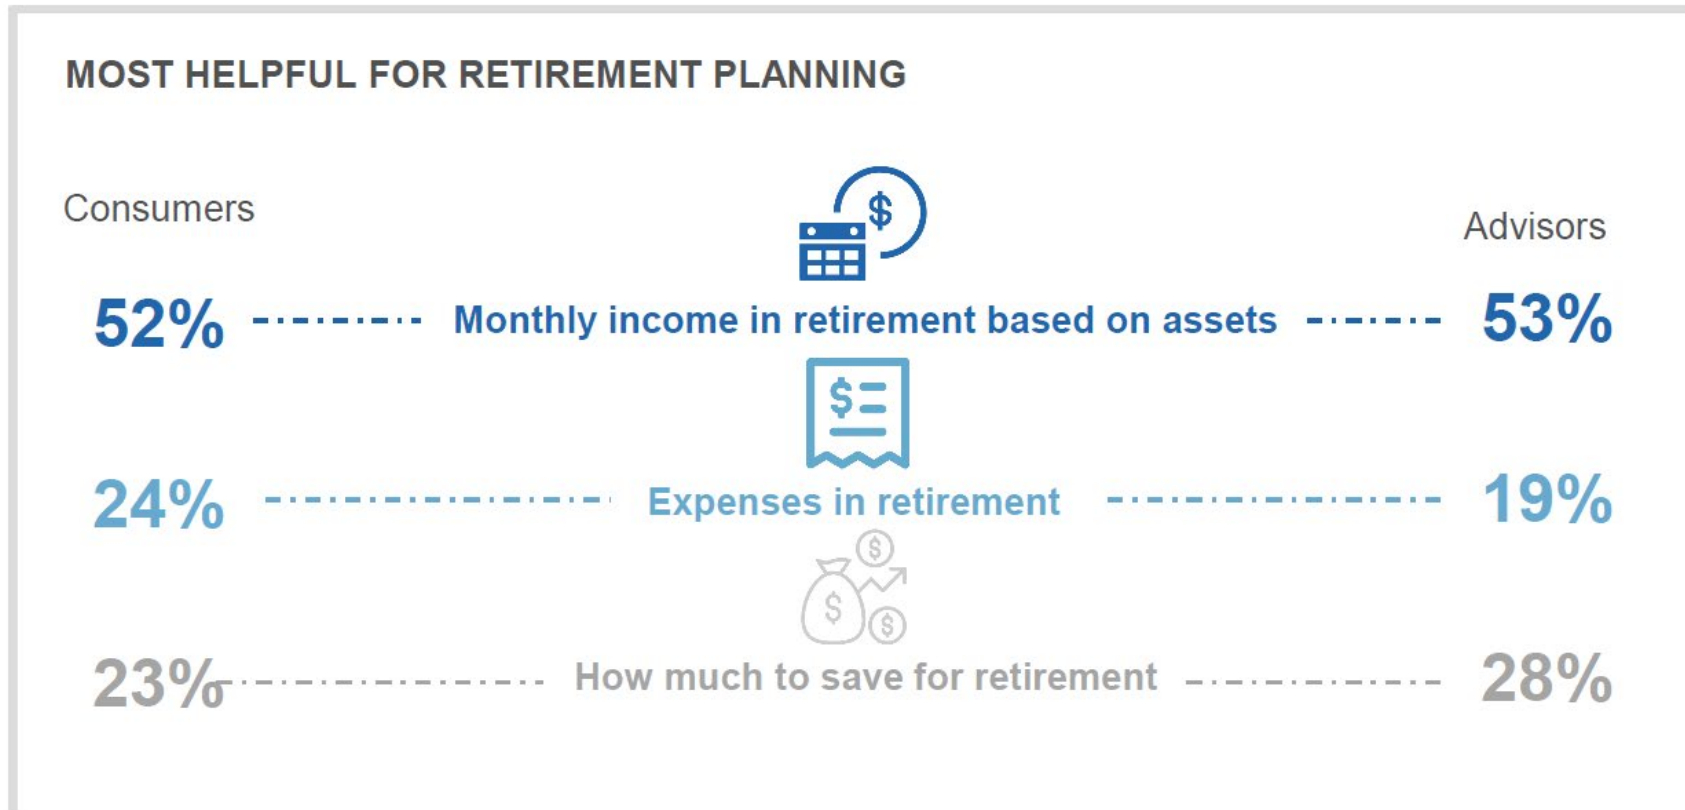 MOST HELPFUL FOR RETIREMENT PLANNING
Consumers
Advisors
52% Monthly income in retirement based on assets 53%
24% Expenses in retirement 19%
23% How much to save for retirement 28%